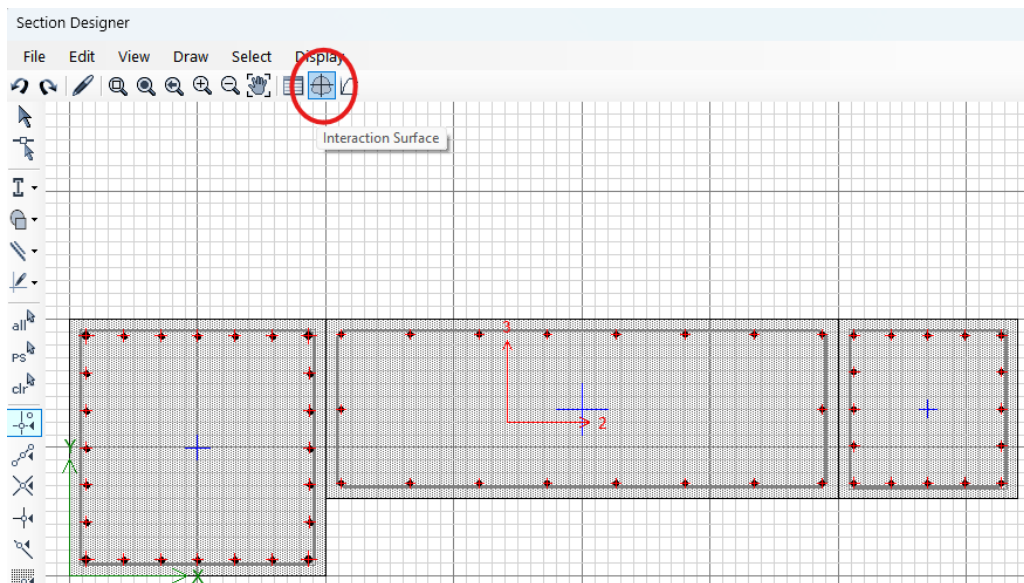 Section Designer
File Edit View Draw Select Display
Interaction Surface
all
PS
clr
3
2
Y
X